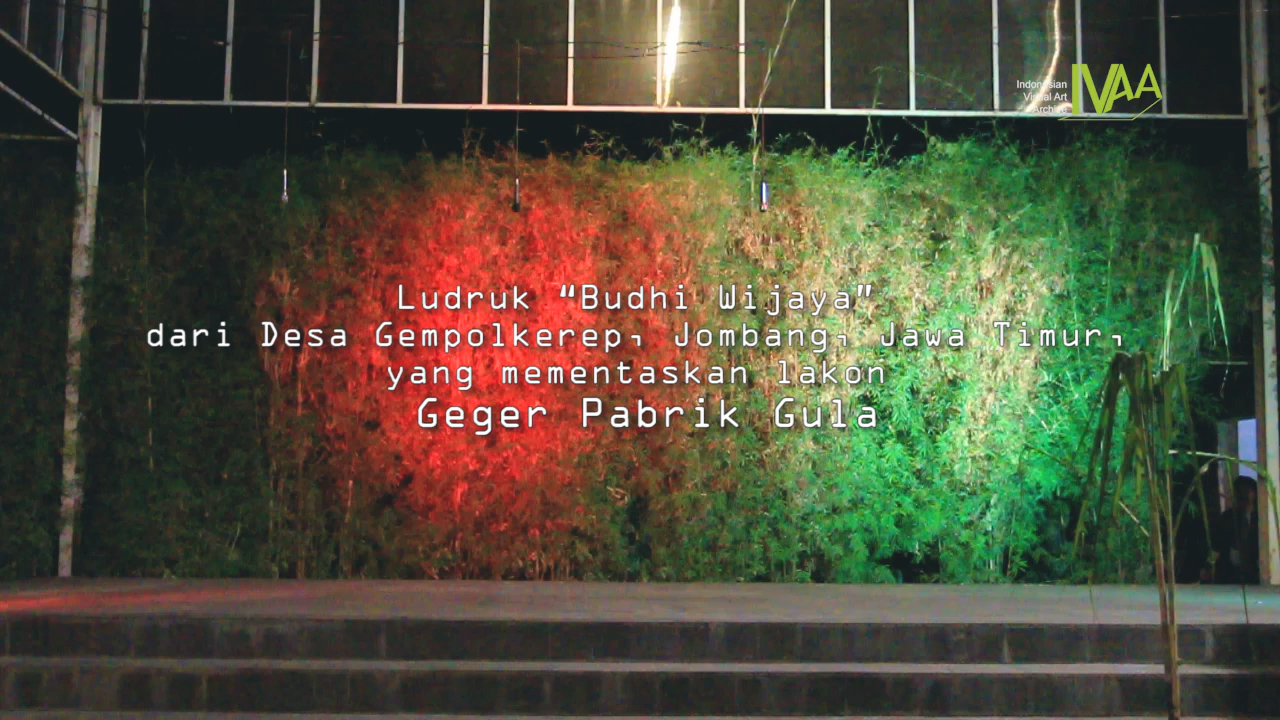 Indonesian
Visual Art
Archive
IVAA
Ludruk “Budhi Wijaya”
dari Desa Gempolkerep, Jombang, Jawa Timur,
yang mementaskan lakon
Geger Pabrik Gula